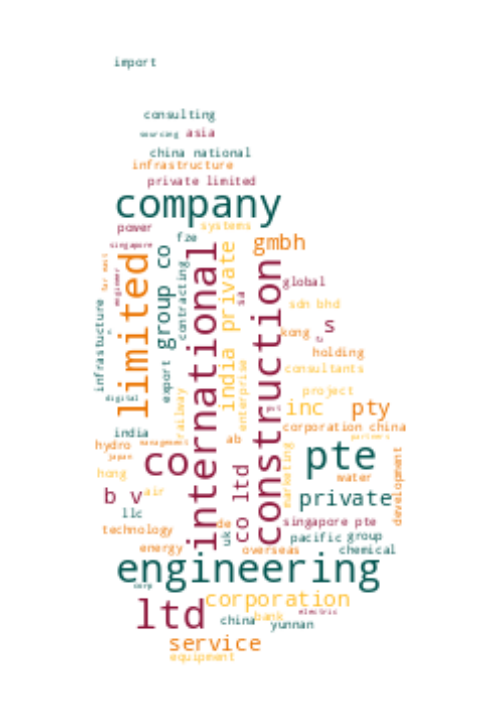 import
consulting
sourcing asia
china national
infrastructure
private limited
company
power
systems
fze
gmbh
singapore
limited
group co
international
india private
construction
contracting
far east
engineer
sa
global
sdn bhd
infrastucture
kong
s
holding
consultants
export
enterprise
railway
digital
project
inc
pty
corporation china
india
ab
partners
hydro
management
japan
co
pte
hong
co ltd
marketing
water
development
b v
air
private
llc
de
singapore pte
technology
uk
pacific
group
energy
overseas
chemical
engineering
corp
corporation
ltd
electric
china
bank
yunnan
service
equipment